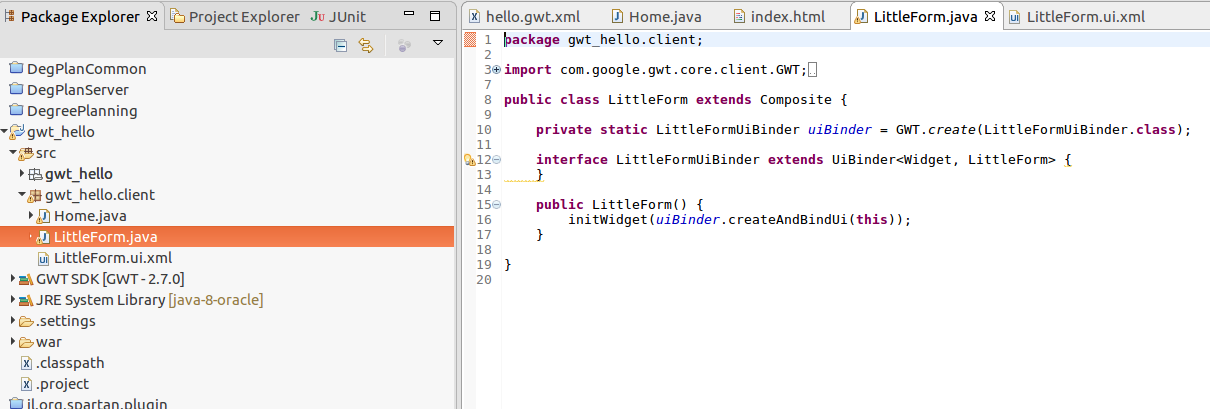 Package Explorer Project Explorer JUnit
DegPlanCommon
DegPlanServer
DegreePlanning
gwt_hello
src
gwt_hello
gwt_hello.client
Home.java
LittleForm.java
LittleForm.ui.xml
GWT SDK [GWT - 2.7.0]
JRE System Library [java-8-oracle]
.settings
war
.classpath
.project
il.org.spartan.plugin
hello.gwt.xml Home.java index.html LittleForm.java LittleForm.ui.xml
1 package gwt_hello.client;
2
3 import com.google.gwt.core.client.GWT;
7
8 public class LittleForm extends Composite {
9
10 private static LittleFormUiBinder uiBinder = GWT.create(LittleFormUiBinder.class);
11
12 interface LittleFormUiBinder extends UiBinder<Widget, LittleForm> {
13 }
14
15 public LittleForm() {
16 initWidget(uiBinder.createAndBindUi(this));
17 }
18
19 }
20